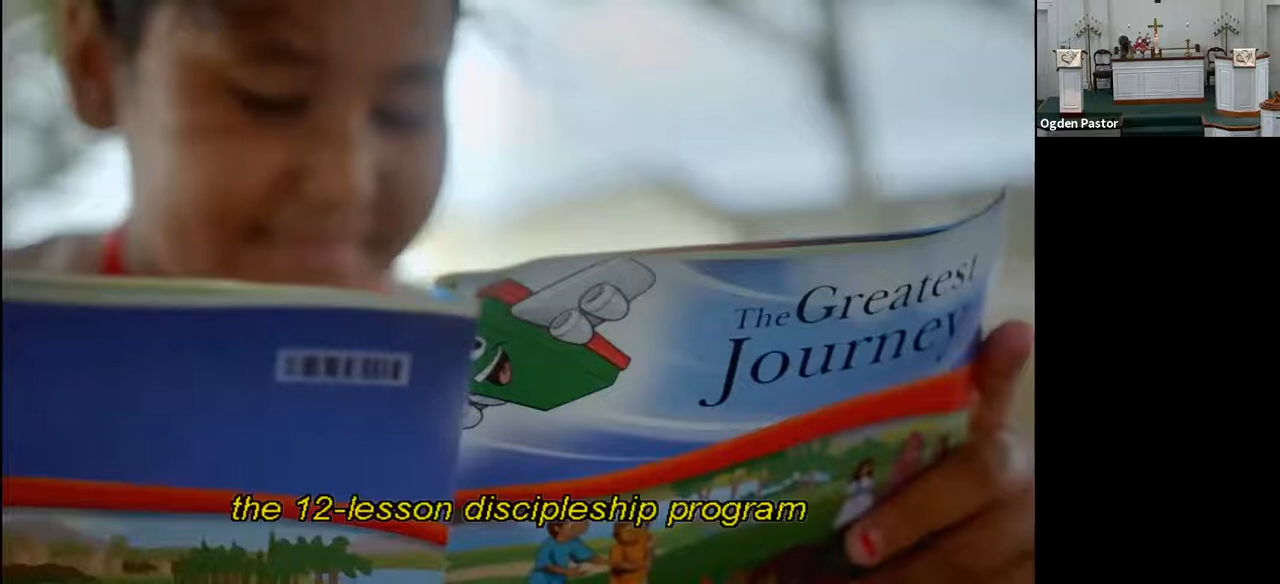 The Greatest
Journey
the 12-lesson discipleship program
Ogden Pastor